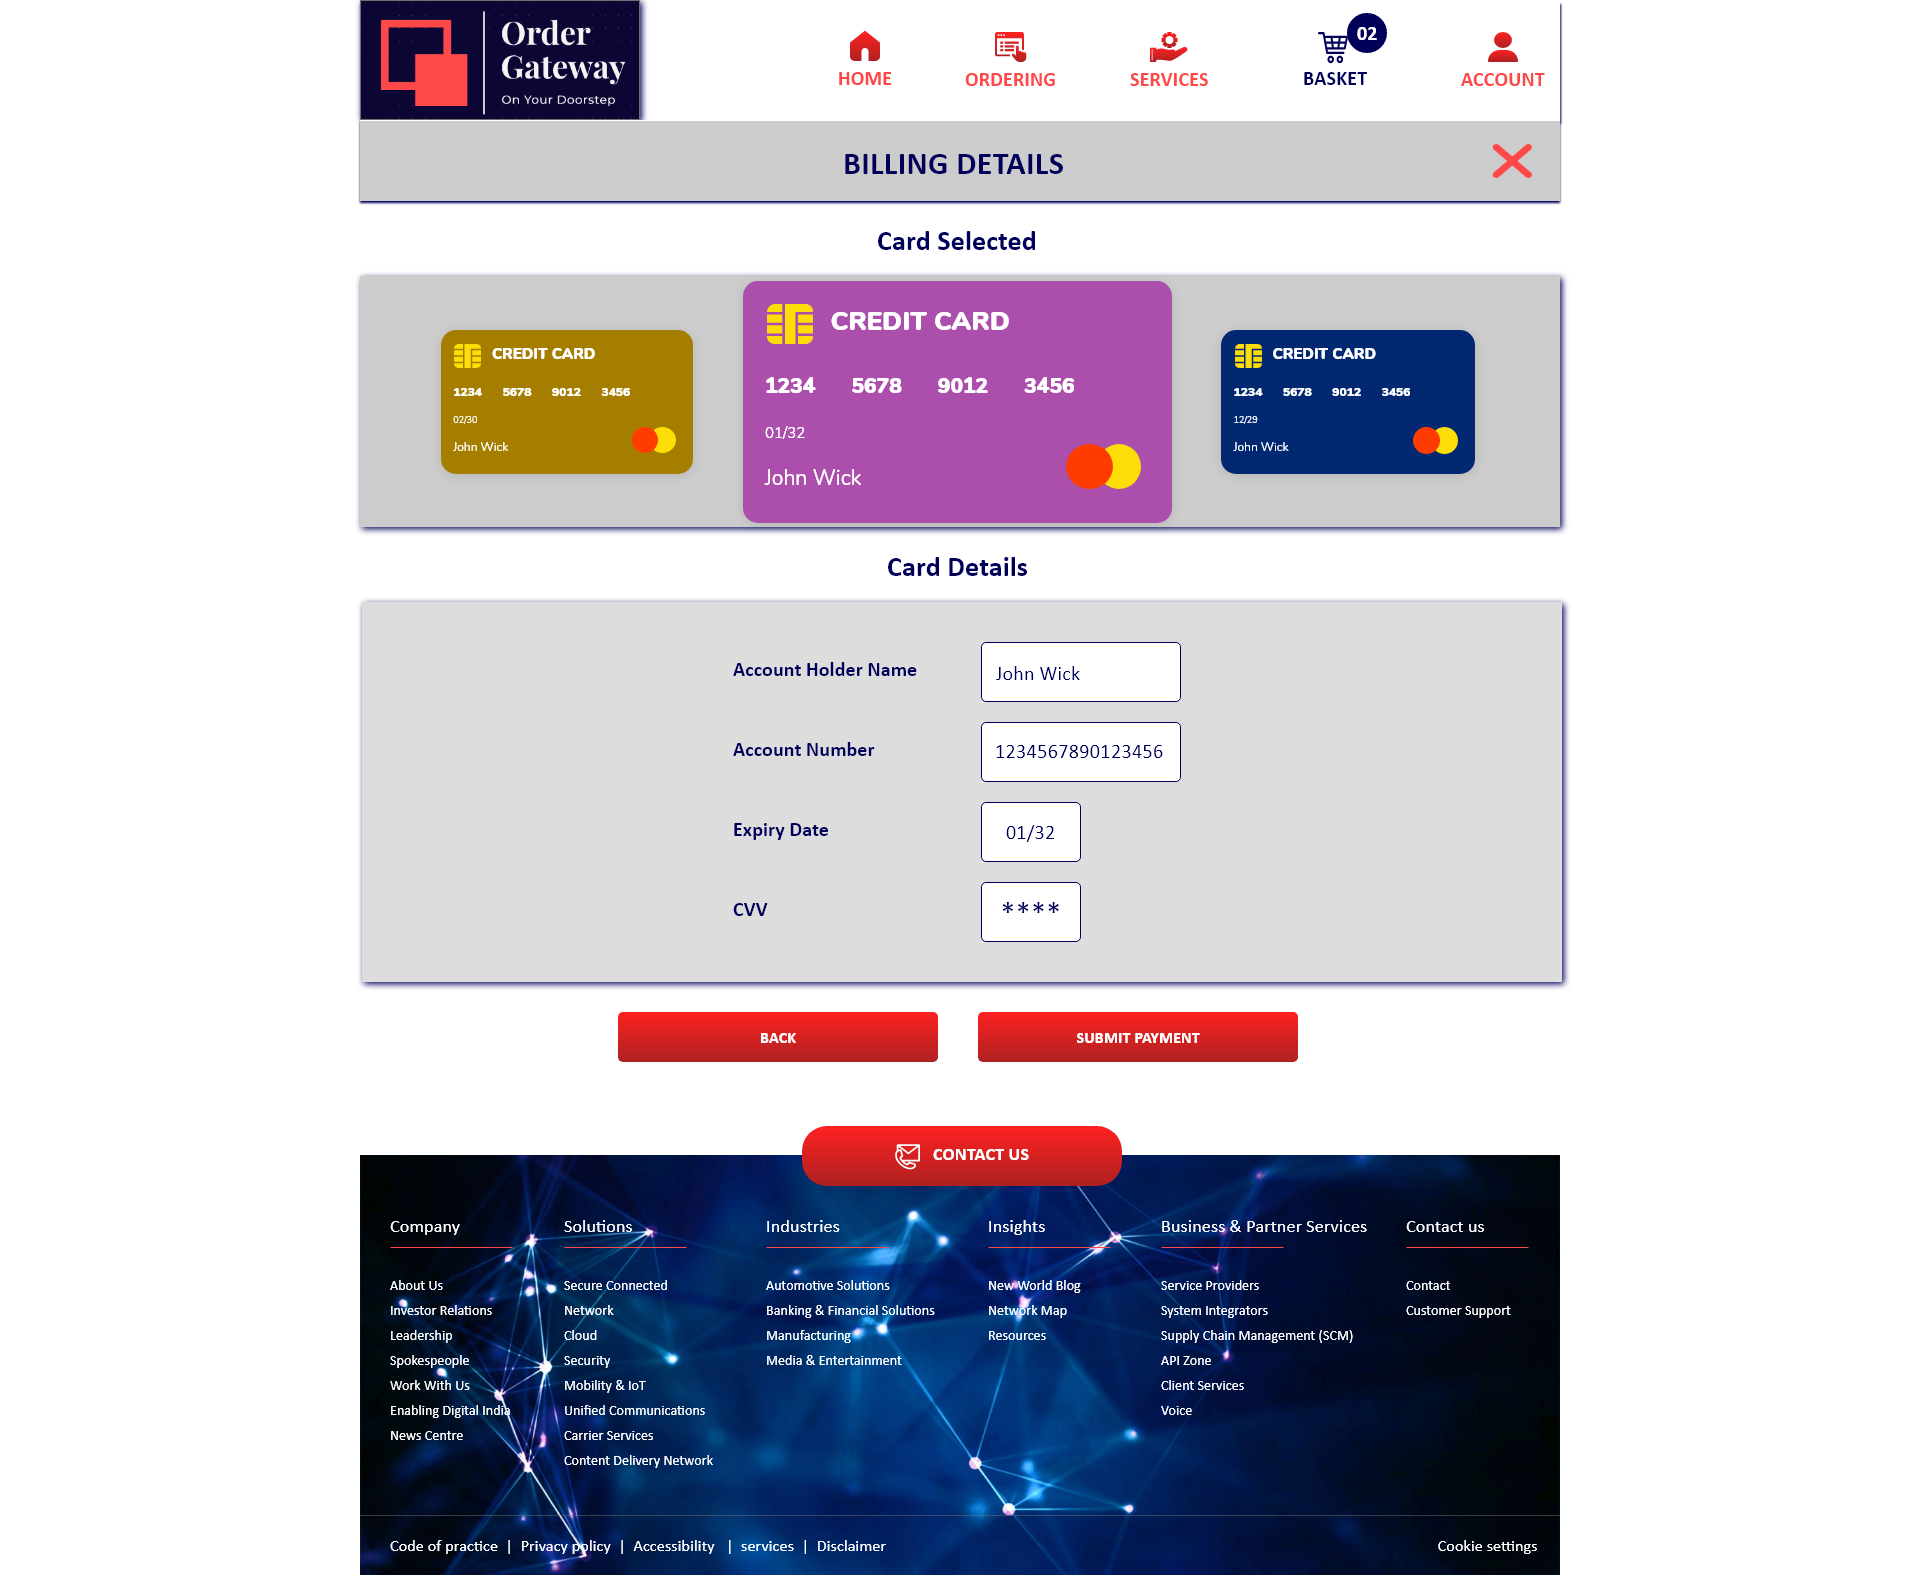 Order
Gateway
On Your Doorstep
HOME
ORDERING
SERVICES
02
BASKET
ACCOUNT
BILLING DETAILS
Card Selected
CREDIT CARD
1234 5678 9012 3456
02/30
John Wick
CREDIT CARD
1234 5678 9012 3456
01/32
John Wick
CREDIT CARD
1234 5678 9012 3456
12/29
John Wick
Card Details
Account Holder Name
John Wick
Account Number
1234567890123456
Expiry Date
01/32
CVV
****
BACK
SUBMIT PAYMENT
CONTACT US
Company
About Us
Investor Relations
Leadership
Spokespeople
Work With Us
Enabling Digital India
News Centre
Solutions
Secure Connected
Network
Cloud
Security
Mobility & IoT
Unified Communications
Carrier Services
Content Delivery Network
Industries
Automotive Solutions
Banking & Financial Solutions
Manufacturing
Media & Entertainment
Insights
New World Blog
Network Map
Resources
Business & Partner Services
Service Providers
System Integrators
Supply Chain Management (SCM)
API Zone
Client Services
Voice
Contact us
Contact
Customer Support
Code of practice | Privacy policy | Accessibility | services | Disclaimer
Cookie settings